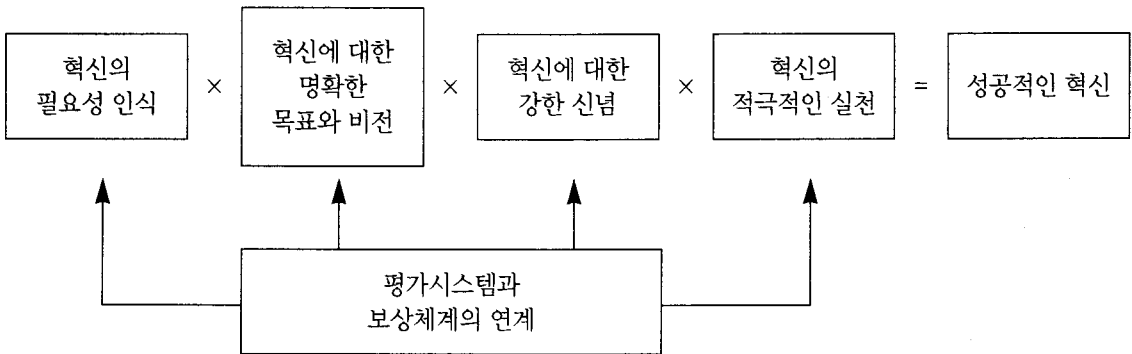 혁신의
필요성 인식
×
혁신에 대한
명확한
목표와 비전
×
혁신에 대한
강한 신념
×
혁신의
적극적인 실천
=
성공적인 혁신
평가시스템과
보상체계의 연계